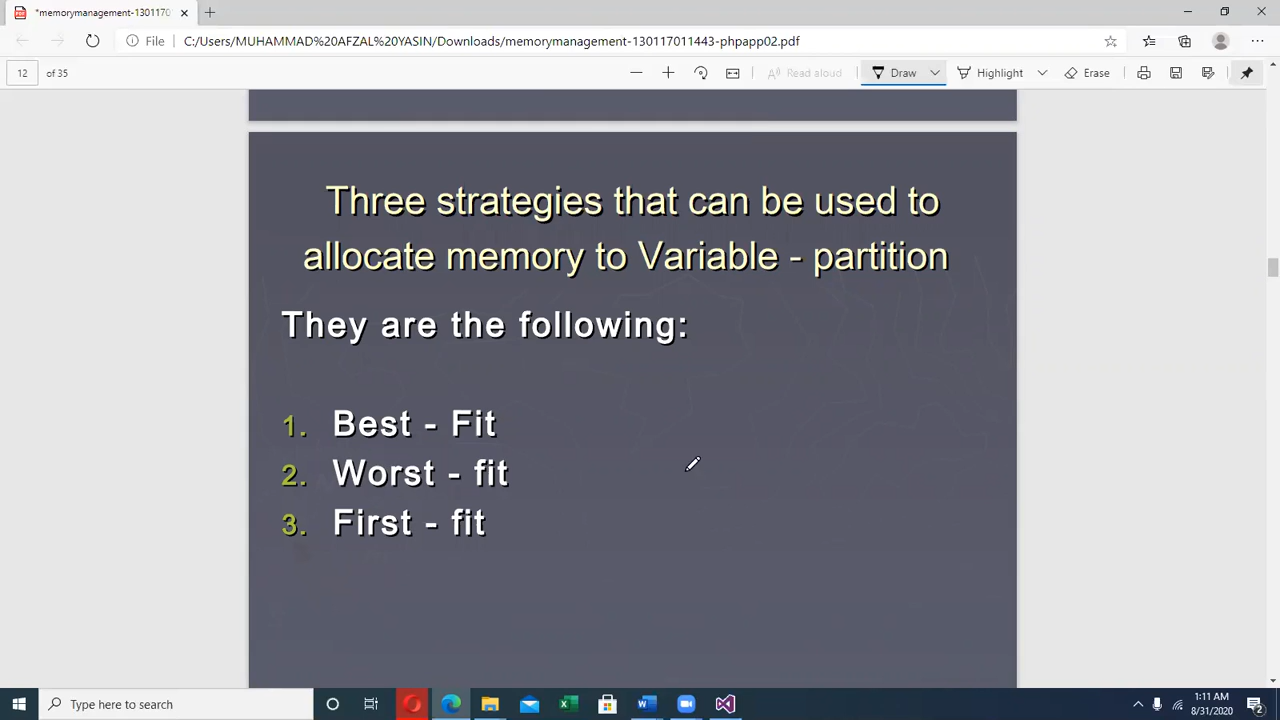 *memorymanagement-1301170
File
C:/Users/MUHAMMAD%20AFZAL%20YASIN/Downloads/memorymanagement-130117011443-phpapp02.pdf
12 of 35
Read aloud
Draw
Highlight
Erase
Three strategies that can be used to
allocate memory to Variable - partition
They are the following:
1. Best - Fit
2. Worst - fit
3. First - fit
Type here to search
1:11 AM
8/31/2020
2